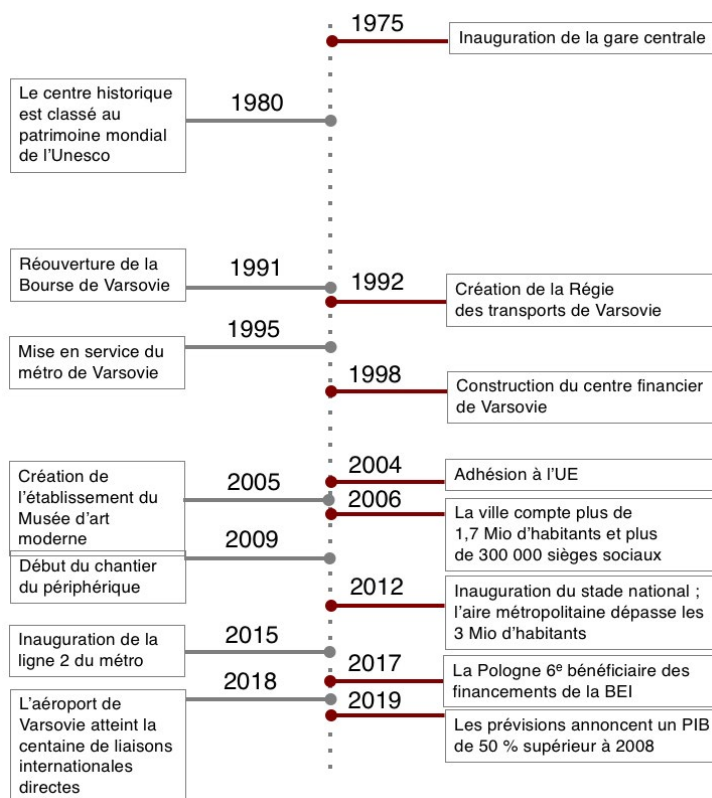 1975
Inauguration de la gare centrale
1980
Le centre historique
est classé au
patrimoine mondial
de l'Unesco
1991
Réouverture de la
Bourse de Varsovie
1992
Création de la Régie
des transports de Varsovie
1995
Mise en service du
métro de Varsovie
1998
Construction du centre financier
de Varsovie
2004
Adhésion à l'UE
2005
Création de
l'établissement du
Musée d'art
moderne
2006
La ville compte plus de
1,7 Mio d'habitants et plus
de 300 000 sièges sociaux
2009
Début du chantier
du périphérique
2012
Inauguration du stade national ;
l'aire métropolitaine dépasse les
3 Mio d'habitants
2015
Inauguration de la
ligne 2 du métro
2017
La Pologne 6e bénéficiaire des
financements de la BEI
2018
L'aéroport de
Varsovie atteint la
centaine de liaisons
internationales
directes
2019
Les prévisions annoncent un PIB
de 50 % supérieur à 2008